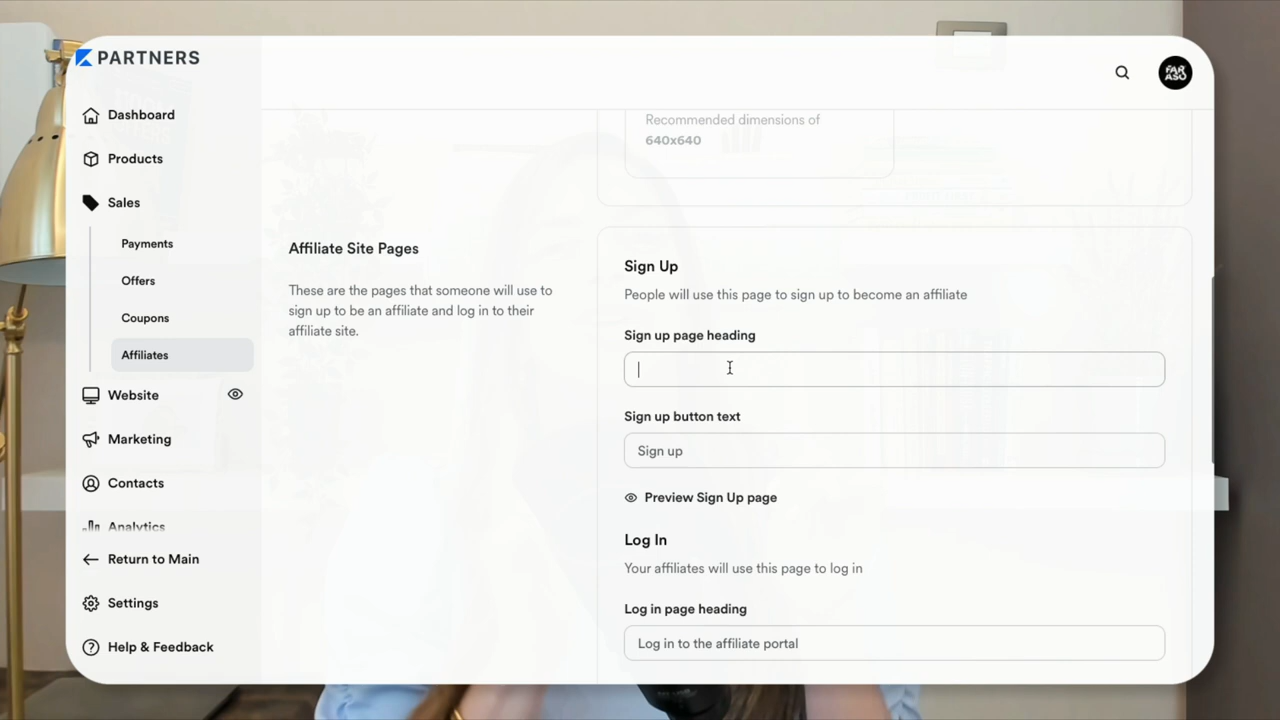 PARTNERS
FAR
ASO
Dashboard
Products
Sales
Payments
Offers
Coupons
Affiliates
Website
Marketing
Contacts
Analytics
Return to Main
Settings
Help & Feedback
Recommended dimensions of
640x640
Affiliate Site Pages
These are the pages that someone will use to
sign up to be an affiliate and log in to their
affiliate site.
Sign Up
People will use this page to sign up to become an affiliate
Sign up page heading
Sign up button text
Sign up
Preview Sign Up page
Log In
Your affiliates will use this page to log in
Log in page heading
Log in to the affiliate portal